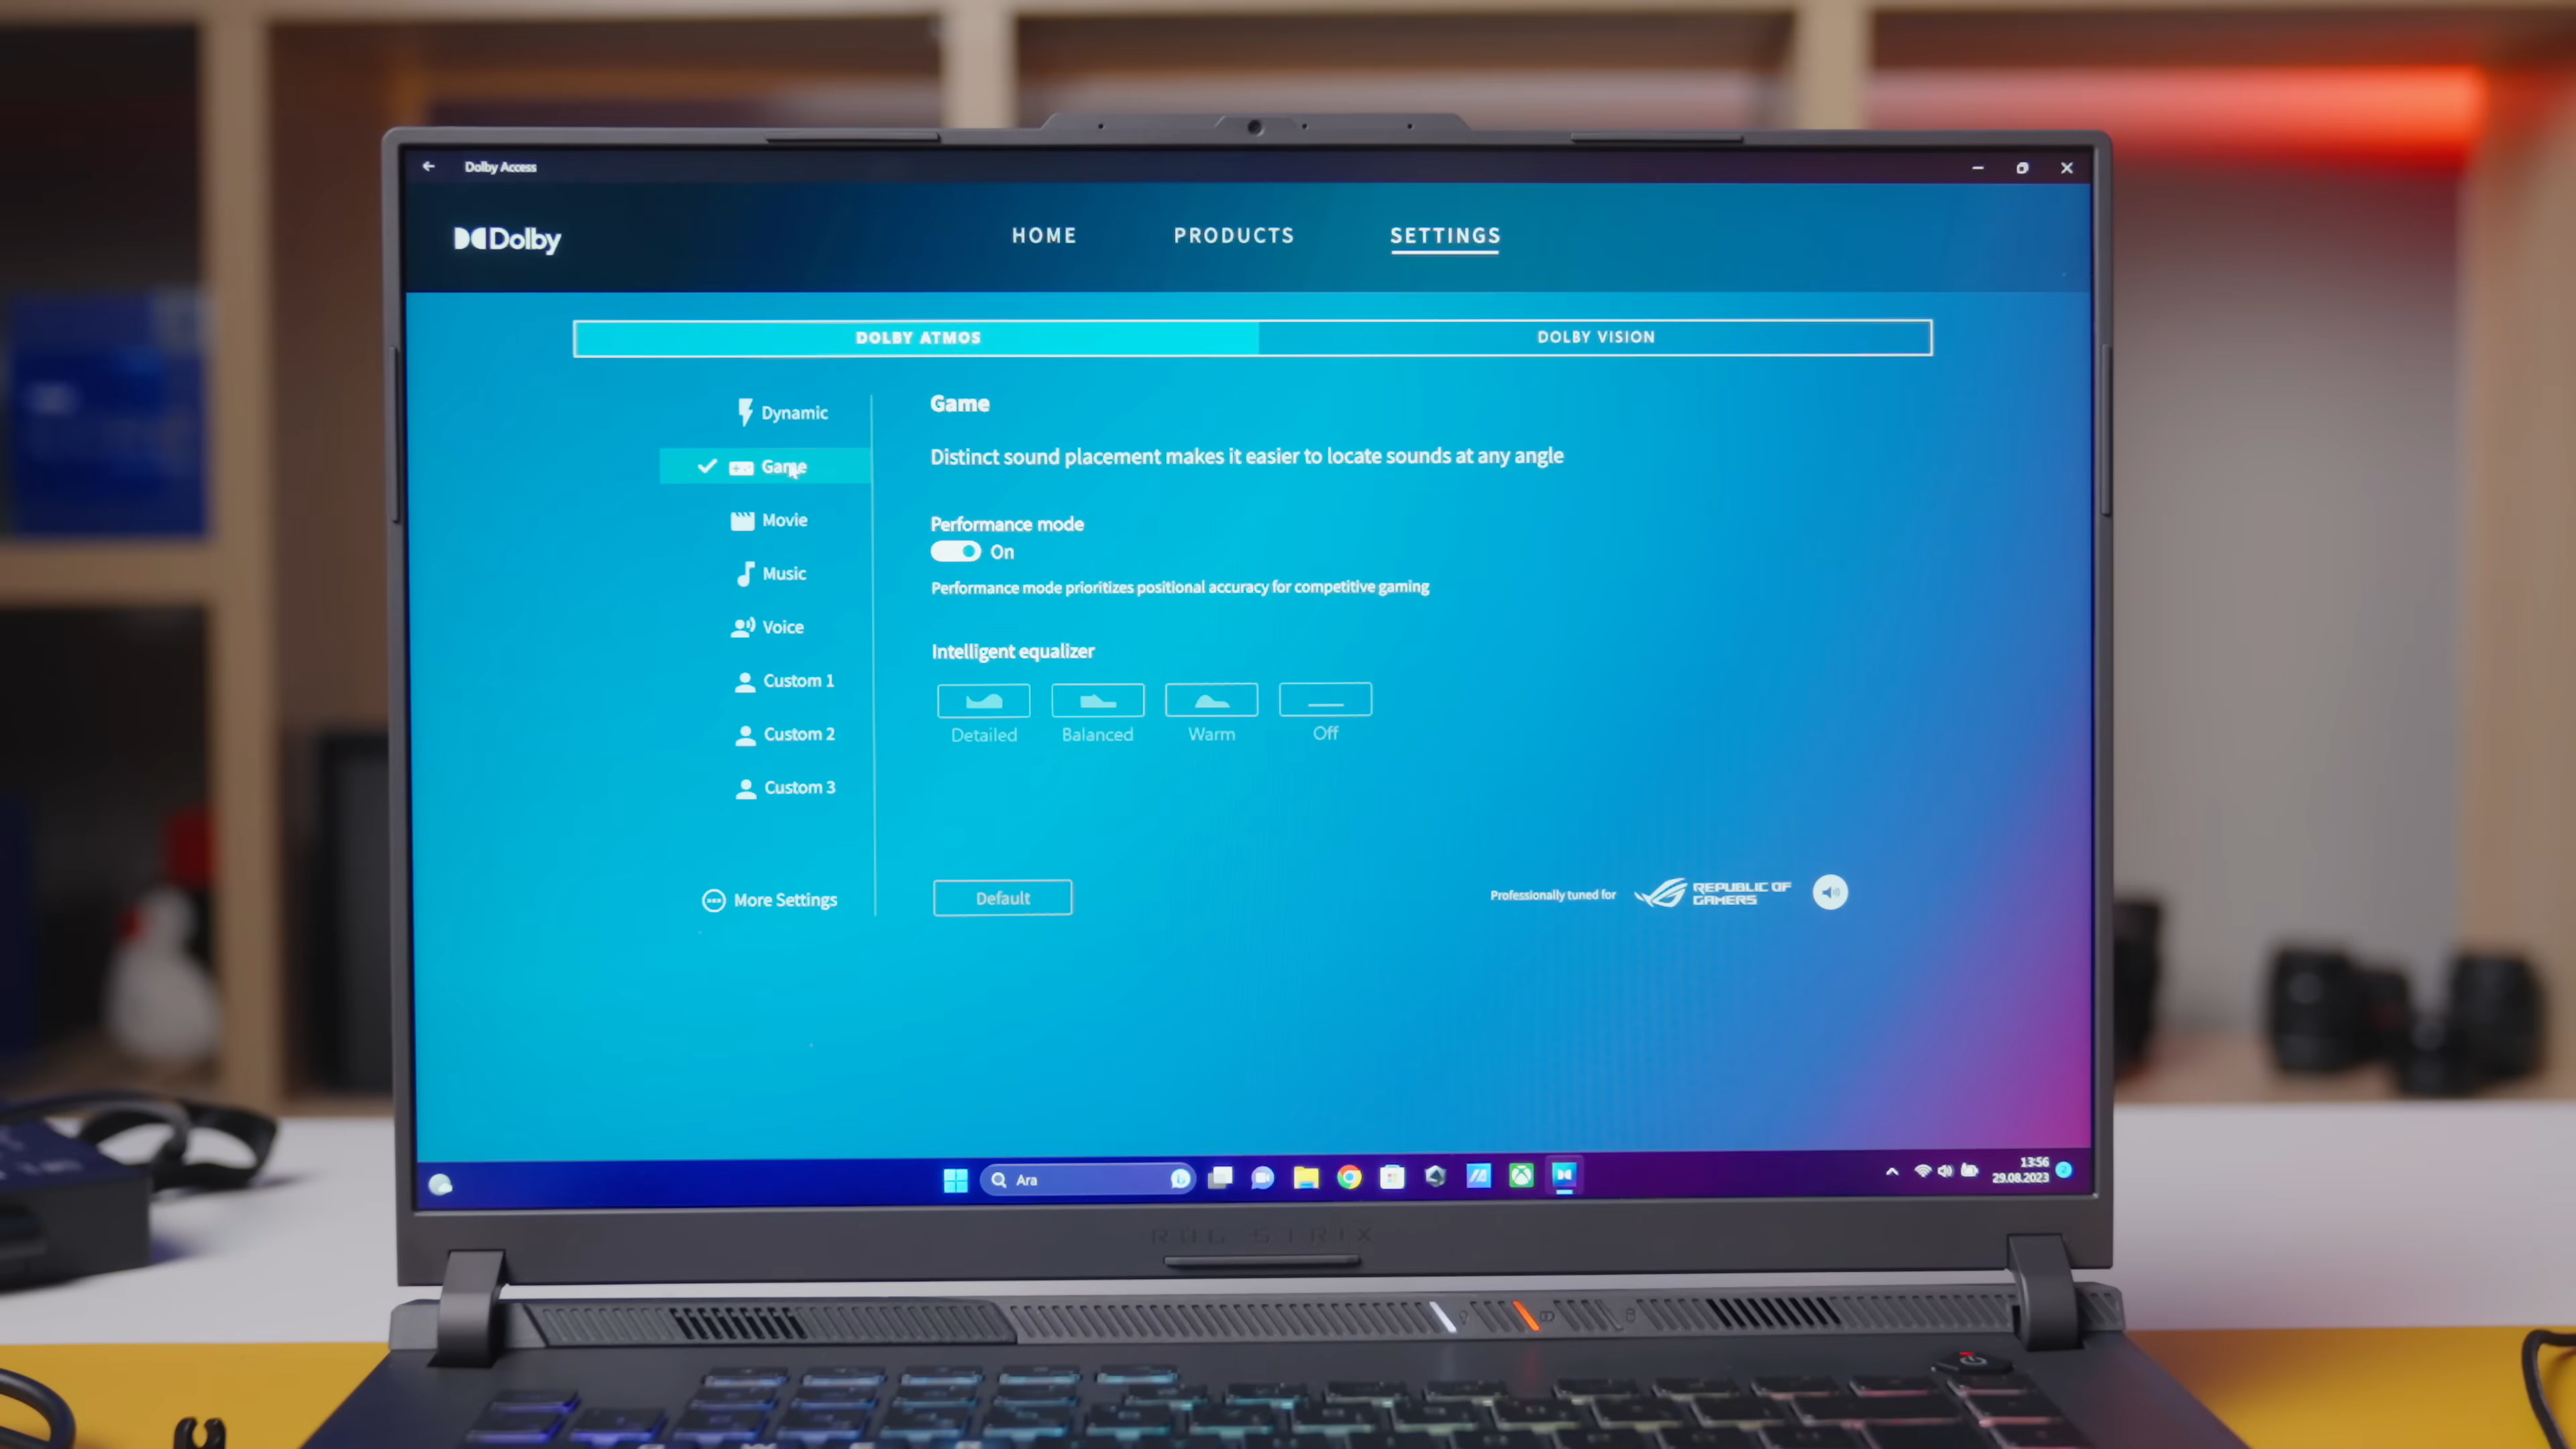 Dolby Access
Dolby
HOME
PRODUCTS
SETTINGS
DOLBY ATMOS
DOLBY VISION
Dynamic
Game
Movie
Music
Voice
Custom 1
Custom 2
Custom 3
More Settings
Game
Distinct sound placement makes it easier to locate sounds at any angle
Performance mode
On
Performance mode prioritizes positional accuracy for competitive gaming
Intelligent equalizer
Detailed
Balanced
Warm
Off
Default
Professionally tuned for
REPUBLIC OF
GAMERS
Ara
13:56
29.08.2023
2
ROG STRIX